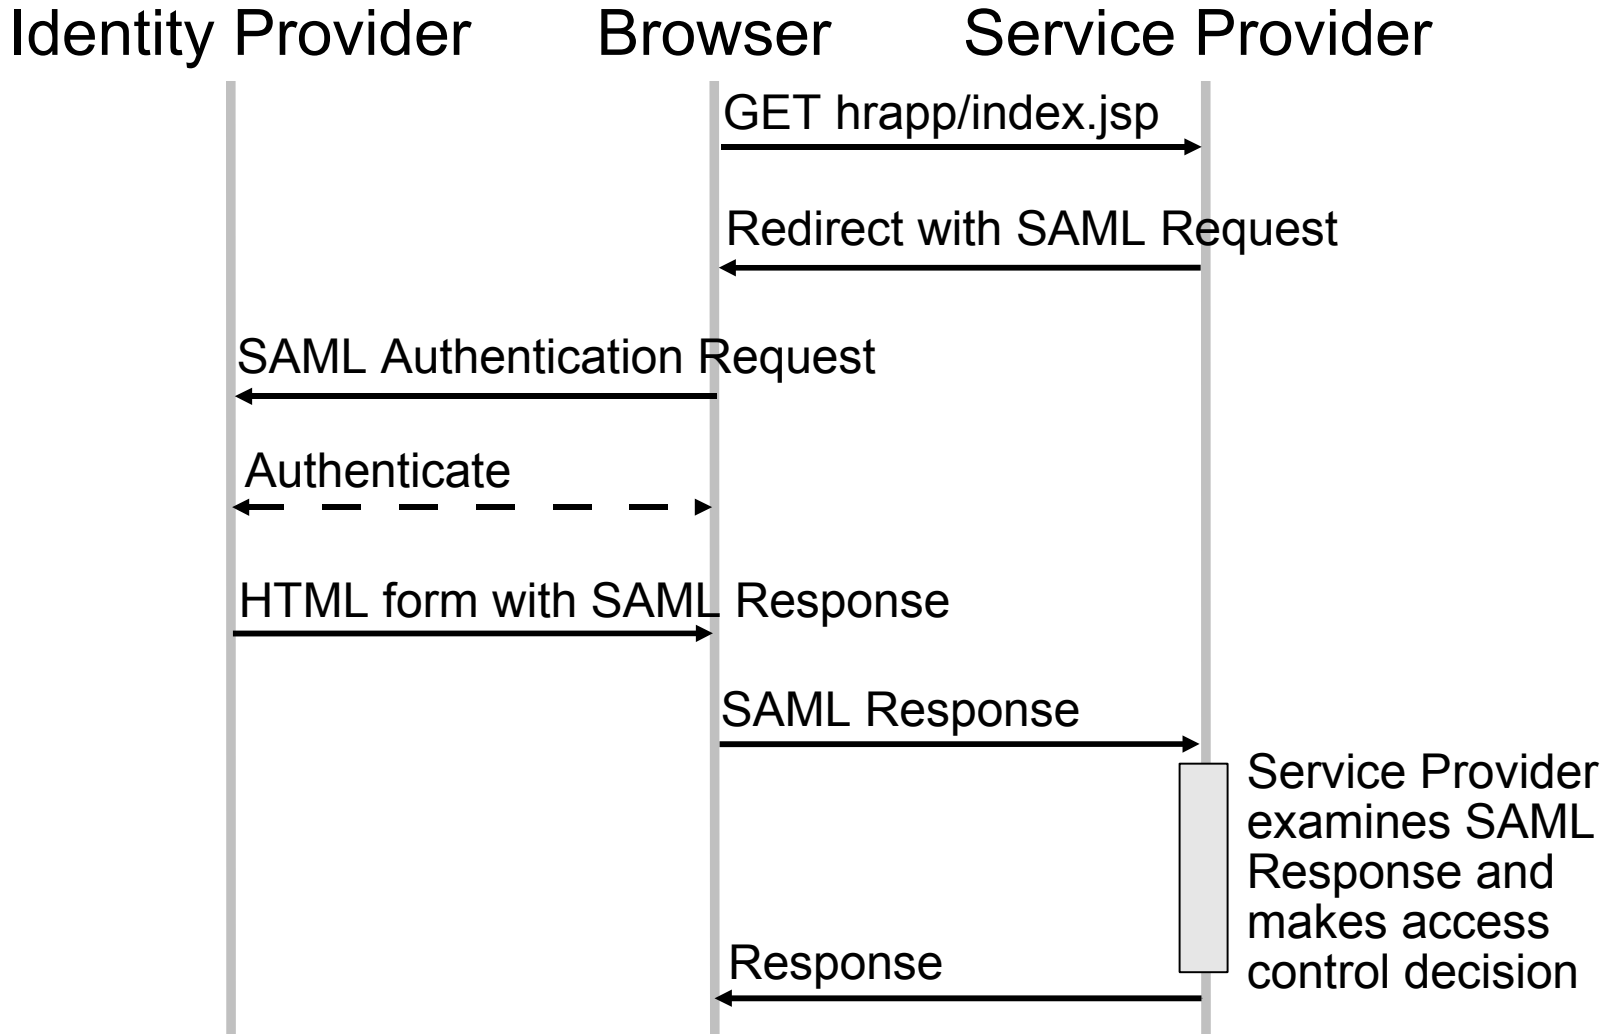 Identity Provider
Browser
Service Provider
GET hrapp/index.jsp
Redirect with SAML Request
SAML Authentication Request
Authenticate
HTML form with SAML Response
SAML Response
Service Provider
examines SAML
Response and
makes access
control decision
Response